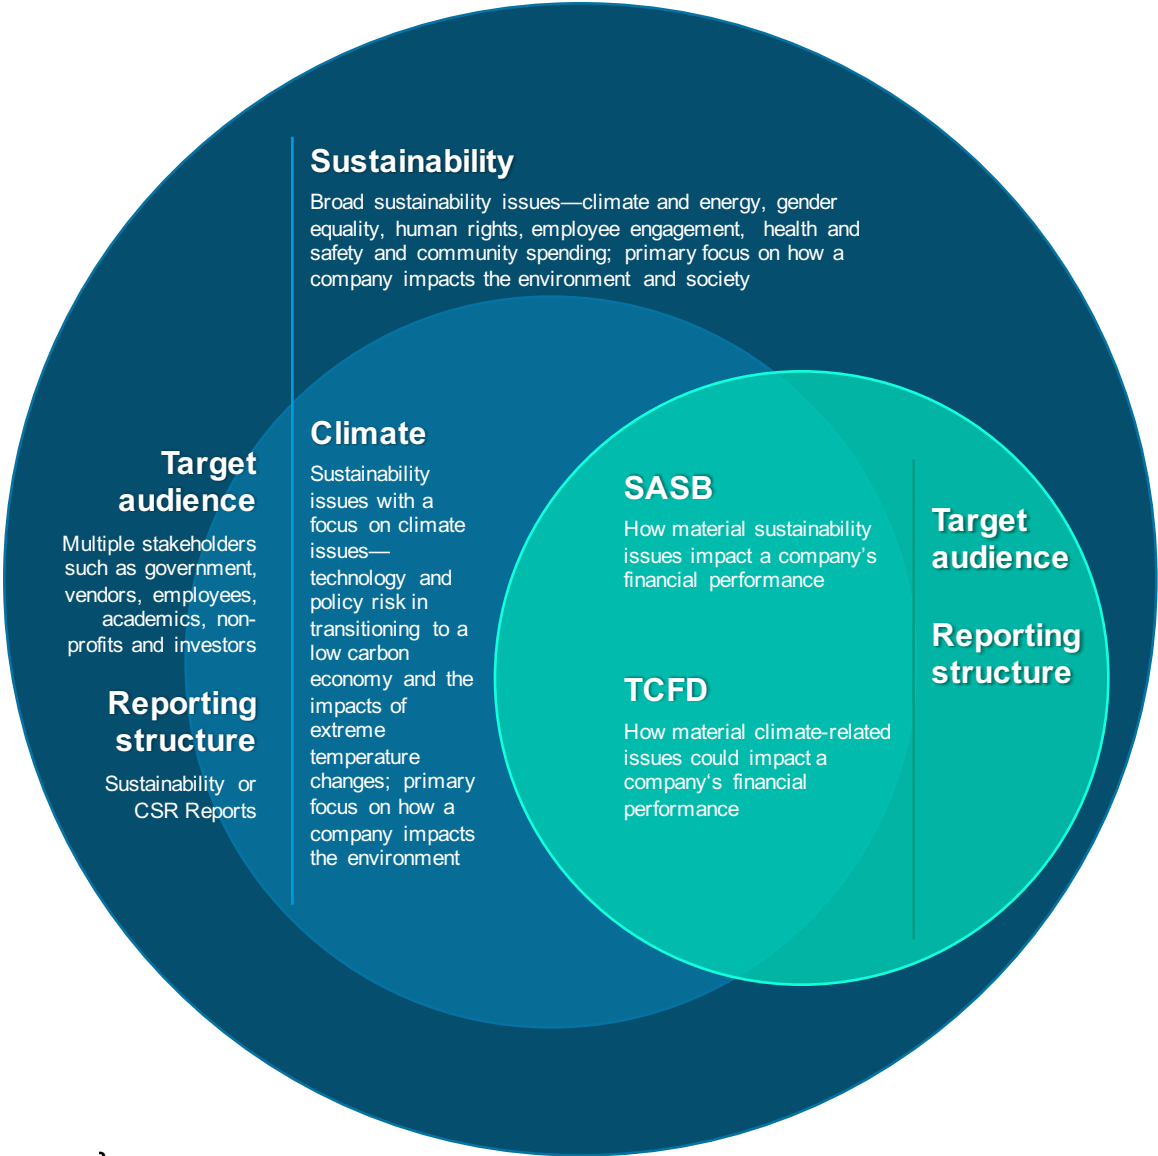 Sustainability
Broad sustainability issues—climate and energy, gender
equality, human rights, employee engagement, health and
safety and community spending; primary focus on how a
company impacts the environment and society
Target
audience
Multiple stakeholders
such as government,
vendors, employees,
academics, non-
profits and investors
Reporting
structure
Sustainability or
CSR Reports
Climate
Sustainability
issues with a
focus on climate
issues—
technology and
policy risk in
transitioning to a
low carbon
economy and the
impacts of
extreme
temperature
changes; primary
focus on how a
company impacts
the environment
SASB
How material sustainability
issues impact a company’s
financial performance
TCFD
How material climate-related
issues could impact a
company‘s financial
performance
Target
audience
Reporting
structure